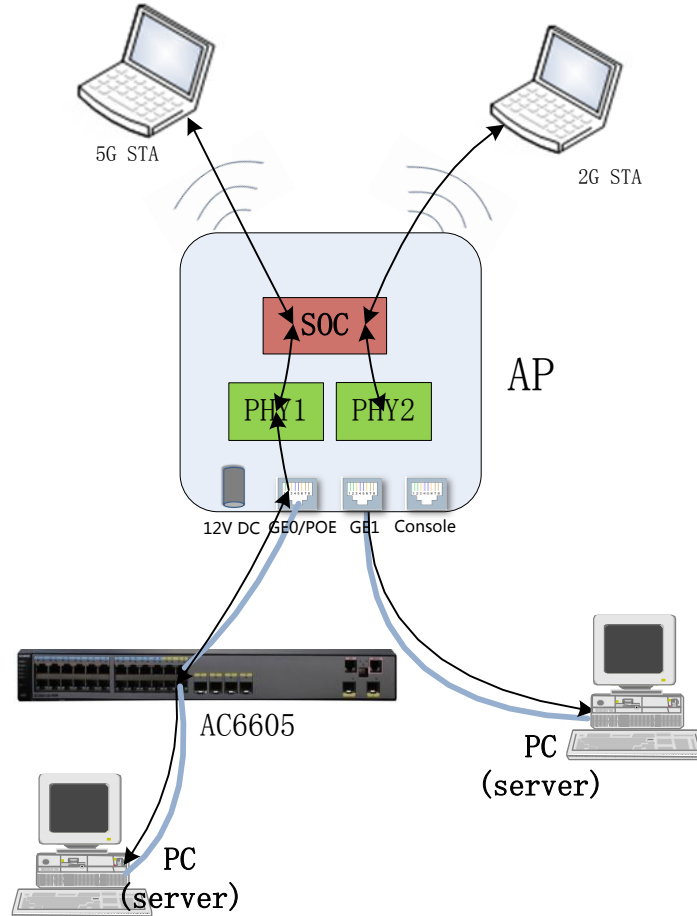 5G STA
2G STA
SOC
AP
PHY1
PHY2
12V DC
GE0/POE
GE1
Console
AC6605
PC
(server)
PC
(server)